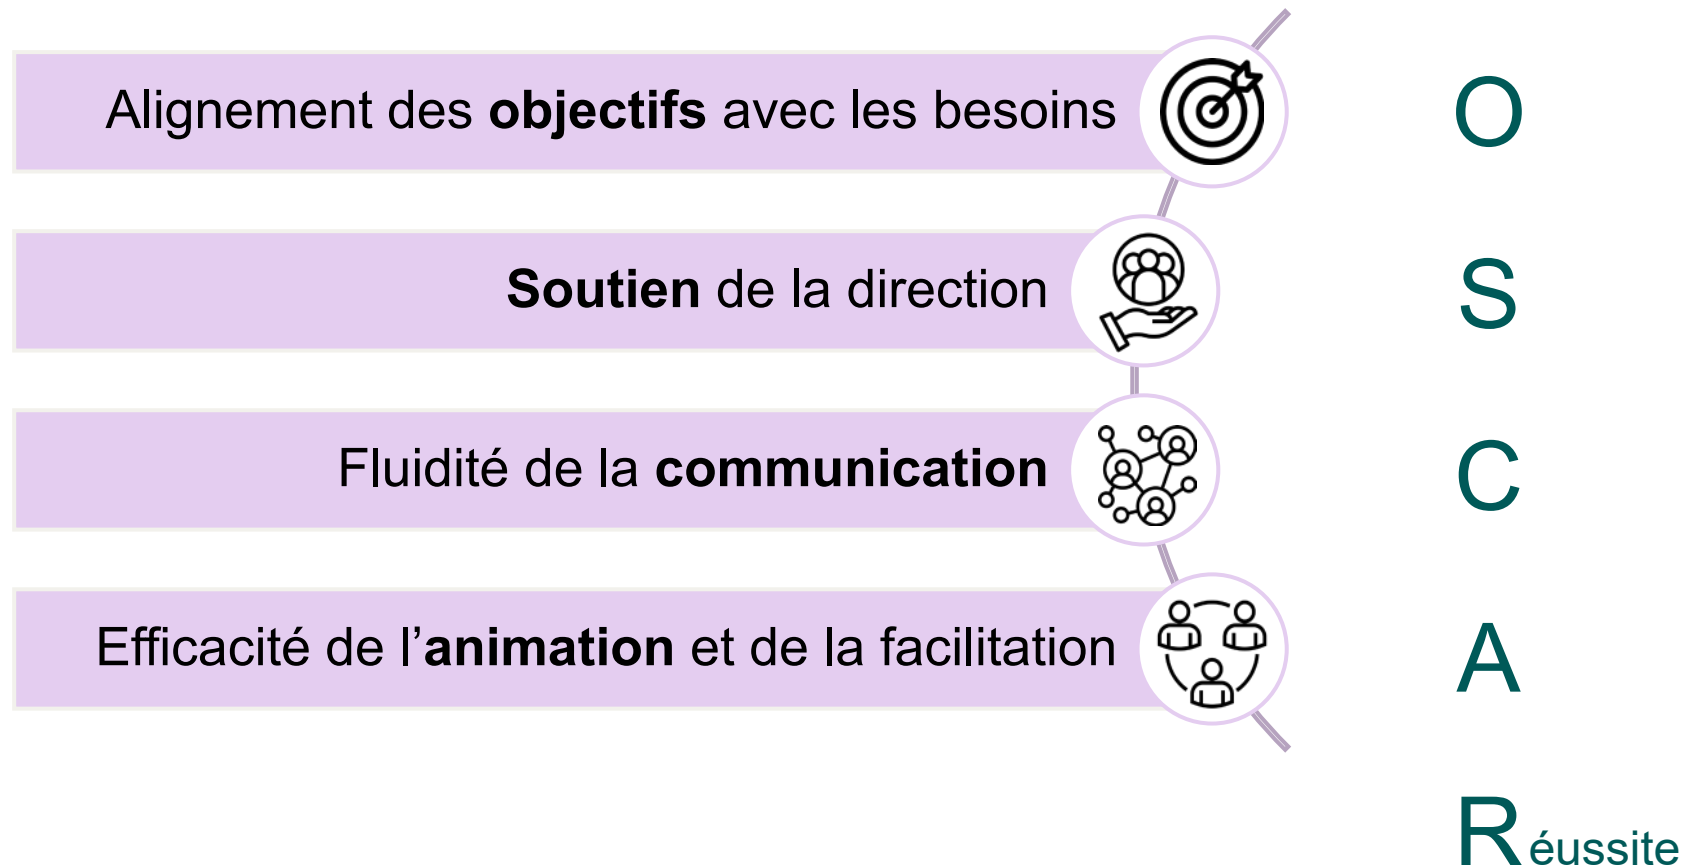 Alignement des objectifs avec les besoins
O
Soutien de la direction
S
Fluidité de la communication
C
Efficacité de l’animation et de la facilitation
A
Réussite